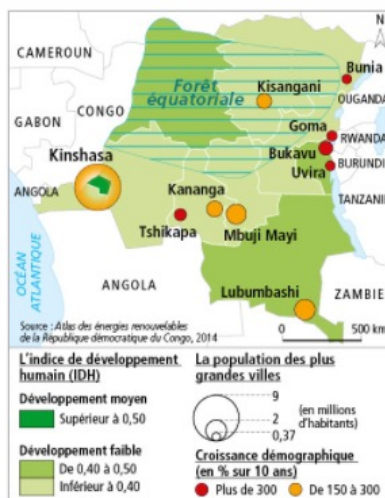 N
CAMEROUN
Bunia
Forêt
équatoriale
Kisangani
OUGANDA
CONGO
GABON
Goma
RWANDA
Kinshasa
Bukavu
BURUNDI
Uvira
Kananga
ANGOLA
TANZANIE
Tshikapa
Mbuji Mayi
OCÉAN
ATLANTIQUE
ANGOLA
Lubumbashi
ZAMBIE
Source : Atlas des énergies renouvelables
de la République démocratique du Congo, 2014
0 500 km
L'indice de développement
humain (IDH)
Développement moyen
Supérieur à 0,50
Développement faible
De 0,40 à 0,50
Inférieur à 0,40
La population des plus
grandes villes
9
2
0,37
(en millions
d'habitants)
Croissance démographique
(en % sur 10 ans)
Plus de 300
De 150 à 300